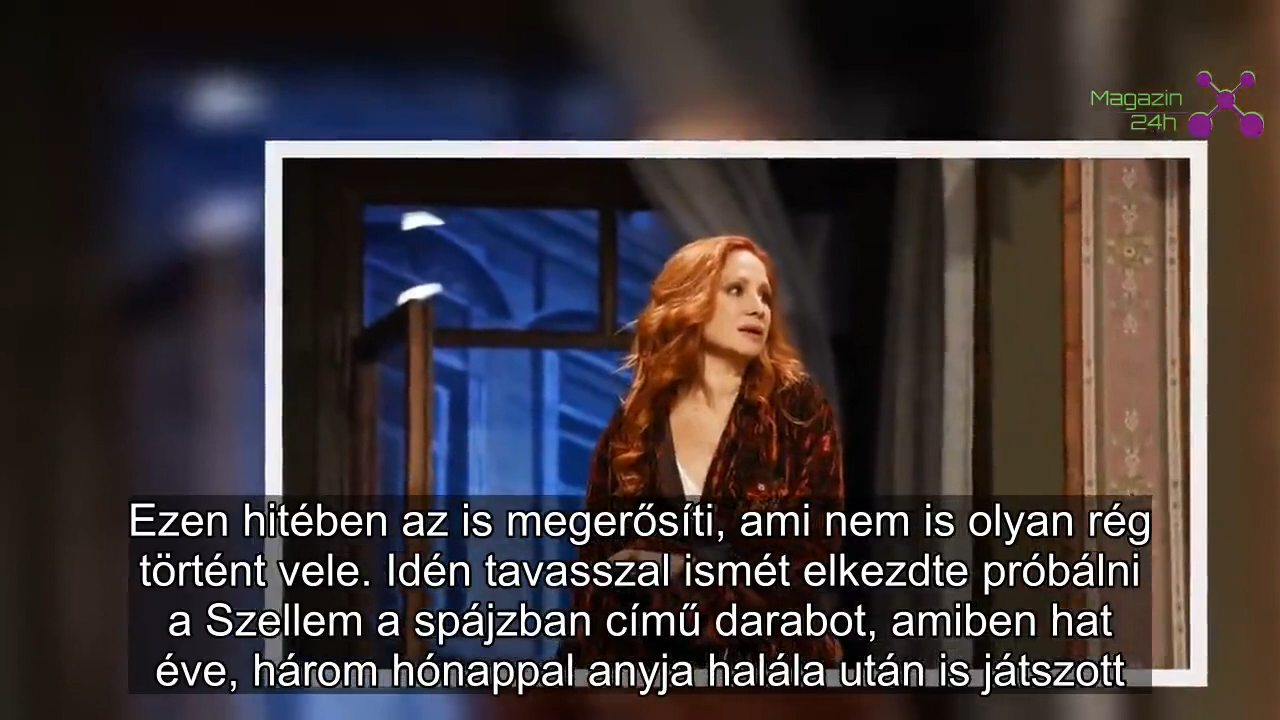 Magazin
24h
Ezen hitében az is megerősíti, ami nem is olyan rég
történt vele. Idén tavasszal ismét elkezdte próbálni
a Szellem a spájzban című darabot, amiben hat
éve, három hónappal anyja halála után is játszott